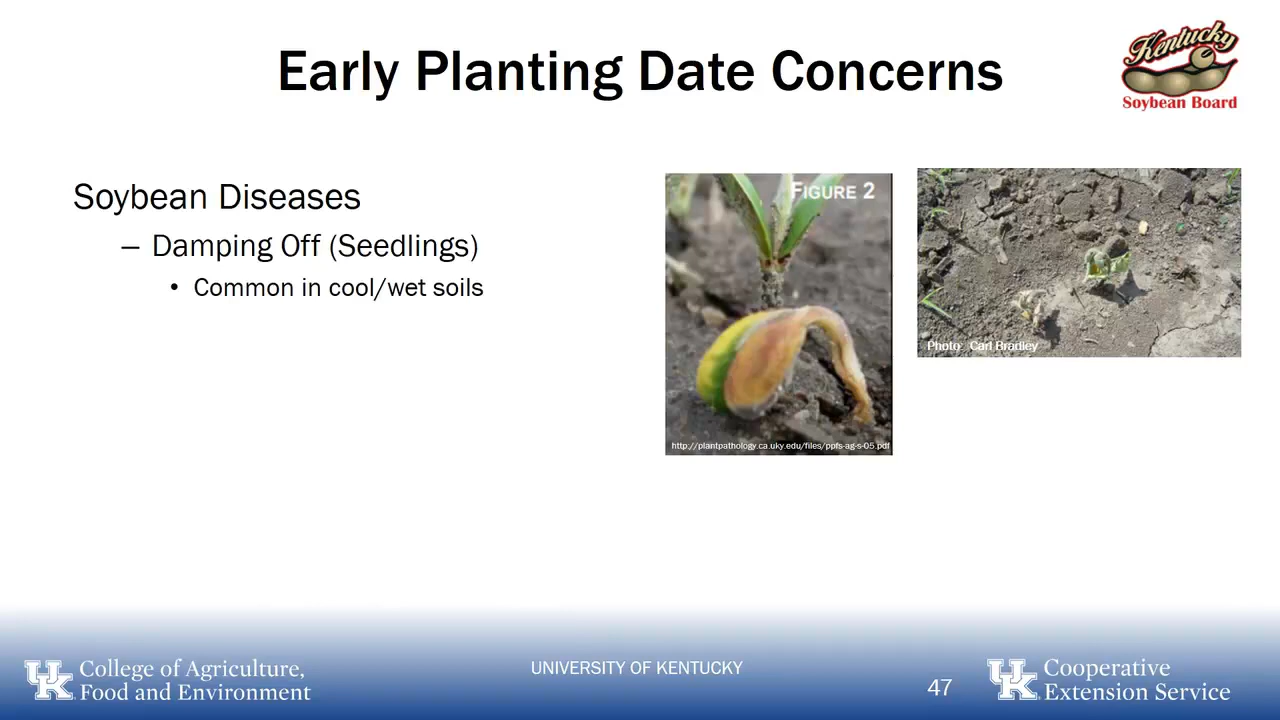 Early Planting Date Concerns
Kentucky
Soybean Board
Soybean Diseases
– Damping Off (Seedlings)
• Common in cool/wet soils
FIGURE 2
http://plantpathology.ca.uky.edu/files/ppfs-ag-s-05.pdf
Photo: Carl Bradley
UK College of Agriculture,
Food and Environment
UNIVERSITY OF KENTUCKY
47
UK Cooperative
Extension Service